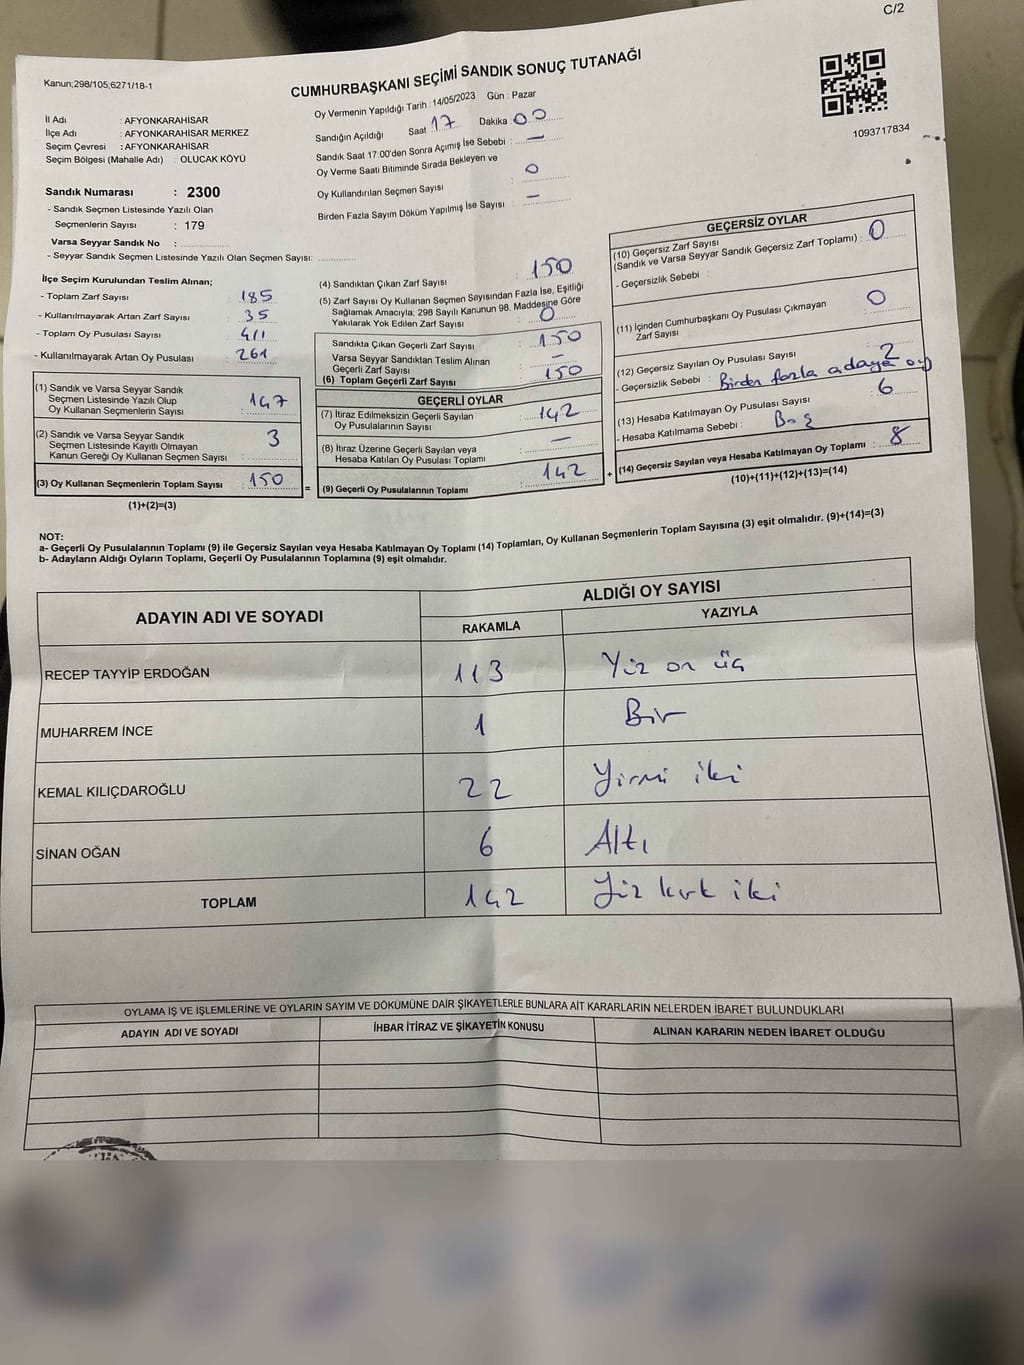 C/2
Kanun;298/105;6271/18-1
CUMHURBAŞKANI SEÇİMİ SANDIK SONUÇ TUTANAĞI
Oy Vermenin Yapıldığı Tarih : 14/05/2023 Gün : Pazar
İl Adı : AFYONKARAHİSAR
İlçe Adı : AFYONKARAHİSAR MERKEZ
Seçim Çevresi : AFYONKARAHİSAR
Seçim Bölgesi (Mahalle Adı) : OLUCAK KÖYÜ
Sandığın Açıldığı Saat 17 Dakika 00
Sandık Saat 17:00'den Sonra Açımış İse Sebebi : —
Oy Verme Saati Bitiminde Sırada Bekleyen ve
Oy Kullandırılan Seçmen Sayısı : 0
Birden Fazla Sayım Döküm Yapılmış İse Sayısı : —
1093717834
Sandık Numarası : 2300
- Sandık Seçmen Listesinde Yazılı Olan
Seçmenlerin Sayısı : 179
Varsa Seyyar Sandık No :
- Seyyar Sandık Seçmen Listesinde Yazılı Olan Seçmen Sayısı:
İlçe Seçim Kurulundan Teslim Alınan;
- Toplam Zarf Sayısı : 185
- Kullanılmayarak Artan Zarf Sayısı : 35
- Toplam Oy Pusulası Sayısı : 411
- Kullanılmayarak Artan Oy Pusulası : 261
(1) Sandık ve Varsa Seyyar Sandık
Seçmen Listesinde Yazılı Olup
Oy Kullanan Seçmenlerin Sayısı : 147
(2) Sandık ve Varsa Seyyar Sandık
Seçmen Listesinde Kayıtlı Olmayan
Kanun Gereği Oy Kullanan Seçmen Sayısı : 3
(3) Oy Kullanan Seçmenlerin Toplam Sayısı : 150
(1)+(2)=(3)
=
(4) Sandıktan Çıkan Zarf Sayısı : 150
(5) Zarf Sayısı Oy Kullanan Seçmen Sayısından Fazla İse, Eşitliği
Sağlamak Amacıyla; 298 Sayılı Kanunun 98. Maddesine Göre
Yakılarak Yok Edilen Zarf Sayısı : 0
Sandıkta Çıkan Geçerli Zarf Sayısı : 150
Varsa Seyyar Sandıktan Teslim Alınan
Geçerli Zarf Sayısı : —
(6) Toplam Geçerli Zarf Sayısı : 150
GEÇERLİ OYLAR
(7) İtiraz Edilmeksizin Geçerli Sayılan
Oy Pusulalarının Sayısı : 142
(8) İtiraz Üzerine Geçerli Sayılan veya
Hesaba Katılan Oy Pusulası Toplamı : —
(9) Geçerli Oy Pusulalarının Toplamı : 142
+
GEÇERSİZ OYLAR
(10) Geçersiz Zarf Sayısı
(Sandık ve Varsa Seyyar Sandık Geçersiz Zarf Toplamı) : 0
- Geçersizlik Sebebi :
(11) İçinden Cumhurbaşkanı Oy Pusulası Çıkmayan
Zarf Sayısı : 0
(12) Geçersiz Sayılan Oy Pusulası Sayısı : 2
- Geçersizlik Sebebi : Birden fazla adaya oy
(13) Hesaba Katılmayan Oy Pusulası Sayısı : 6
- Hesaba Katılmama Sebebi : Boş
(14) Geçersiz Sayılan veya Hesaba Katılmayan Oy Toplamı : 8
(10)+(11)+(12)+(13)=(14)
NOT:
a- Geçerli Oy Pusulalarının Toplamı (9) ile Geçersiz Sayılan veya Hesaba Katılmayan Oy Toplamı (14) Toplamları, Oy Kullanan Seçmenlerin Toplam Sayısına (3) eşit olmalıdır. (9)+(14)=(3)
b- Adayların Aldığı Oyların Toplamı, Geçerli Oy Pusulalarının Toplamına (9) eşit olmalıdır.
ADAYIN ADI VE SOYADI ALDIĞI OY SAYISI
RAKAMLA YAZIYLA
RECEP TAYYİP ERDOĞAN 113 Yüz on üç
MUHARREM İNCE 1 Bir
KEMAL KILIÇDAROĞLU 22 Yirmi iki
SİNAN OĞAN 6 Altı
TOPLAM 142 Yüz kırk iki
OYLAMA İŞ VE İŞLEMLERİNE VE OYLARIN SAYIM VE DÖKÜMÜNE DAİR ŞİKAYETLERLE BUNLARA AİT KARARLARIN NELERDEN İBARET BULUNDUKLARI
ADAYIN ADI VE SOYADI İHBAR İTİRAZ VE ŞİKAYETİN KONUSU ALINAN KARARIN NEDEN İBARET OLDUĞU